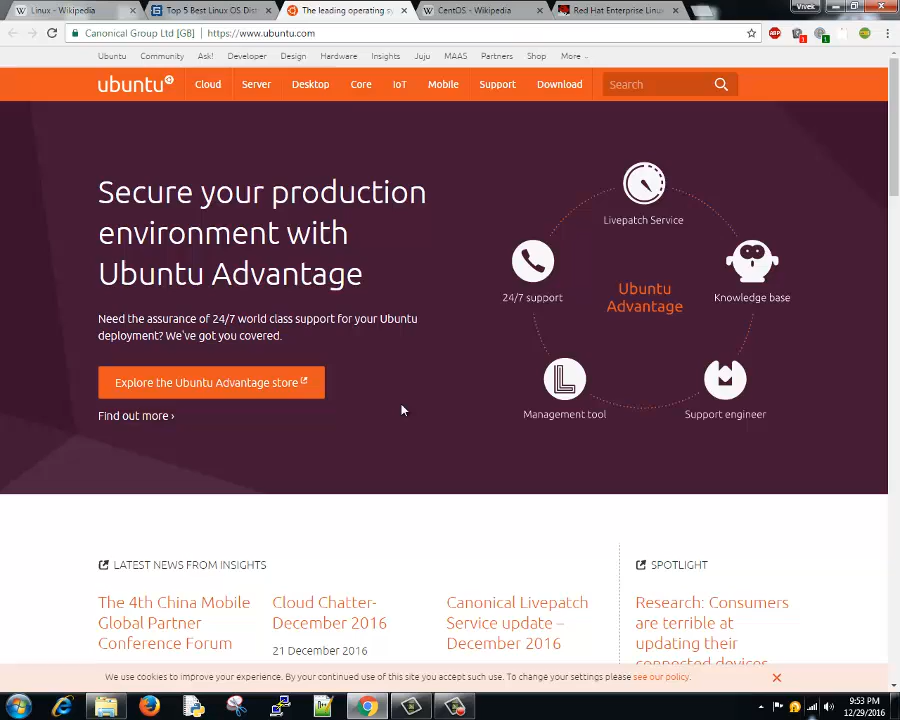 Linux - Wikipedia
Top 5 Best Linux OS Dist
The leading operating sy
CentOS - Wikipedia
Red Hat Enterprise Linux
Vivek
Canonical Group Ltd [GB]
https://www.ubuntu.com
ABP
Ubuntu
Community
Ask!
Developer
Design
Hardware
Insights
Juju
MAAS
Partners
Shop
More
ubuntu
Cloud
Server
Desktop
Core
IoT
Mobile
Support
Download
Search
Secure your production
environment with
Ubuntu Advantage
Need the assurance of 24/7 world class support for your Ubuntu
deployment? We've got you covered.
Explore the Ubuntu Advantage store
Find out more ›
Livepatch Service
24/7 support
Ubuntu
Advantage
Knowledge base
Management tool
Support engineer
LATEST NEWS FROM INSIGHTS
The 4th China Mobile
Global Partner
Conference Forum
Cloud Chatter-
December 2016
21 December 2016
Canonical Livepatch
Service update –
December 2016
SPOTLIGHT
Research: Consumers
are terrible at
updating their
connected devices
We use cookies to improve your experience. By your continued use of this site you accept such use. To change your settings please see our policy.
9:53 PM
12/29/2016